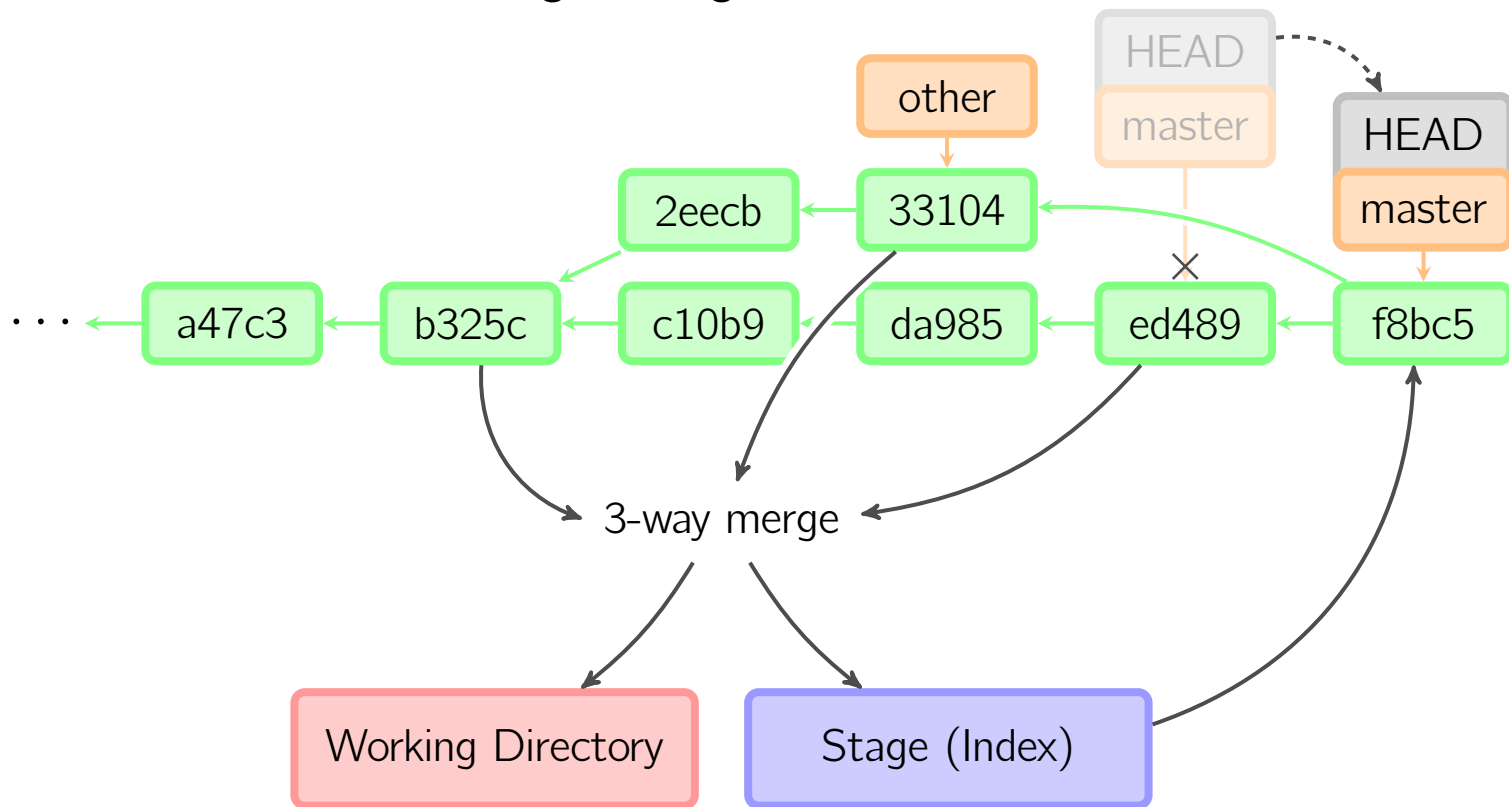 HEAD
other
master
HEAD
2eecb
33104
master
... a47c3
b325c
c10b9
da985
ed489
f8bc5
3-way merge
Working Directory
Stage (Index)